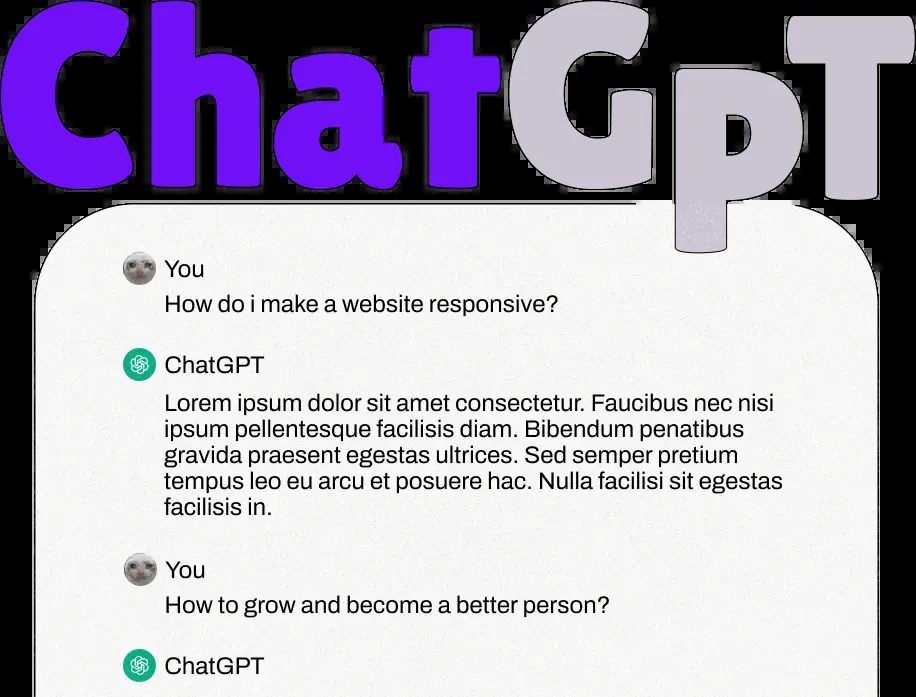 ChatGpT
You
How do i make a website responsive?
ChatGPT
Lorem ipsum dolor sit amet consectetur. Faucibus nec nisi
ipsum pellentesque facilisis diam. Bibendum penatibus
gravida praesent egestas ultrices. Sed semper pretium
tempus leo eu arcu et posuere hac. Nulla facilisi sit egestas
facilisis in.
You
How to grow and become a better person?
ChatGPT